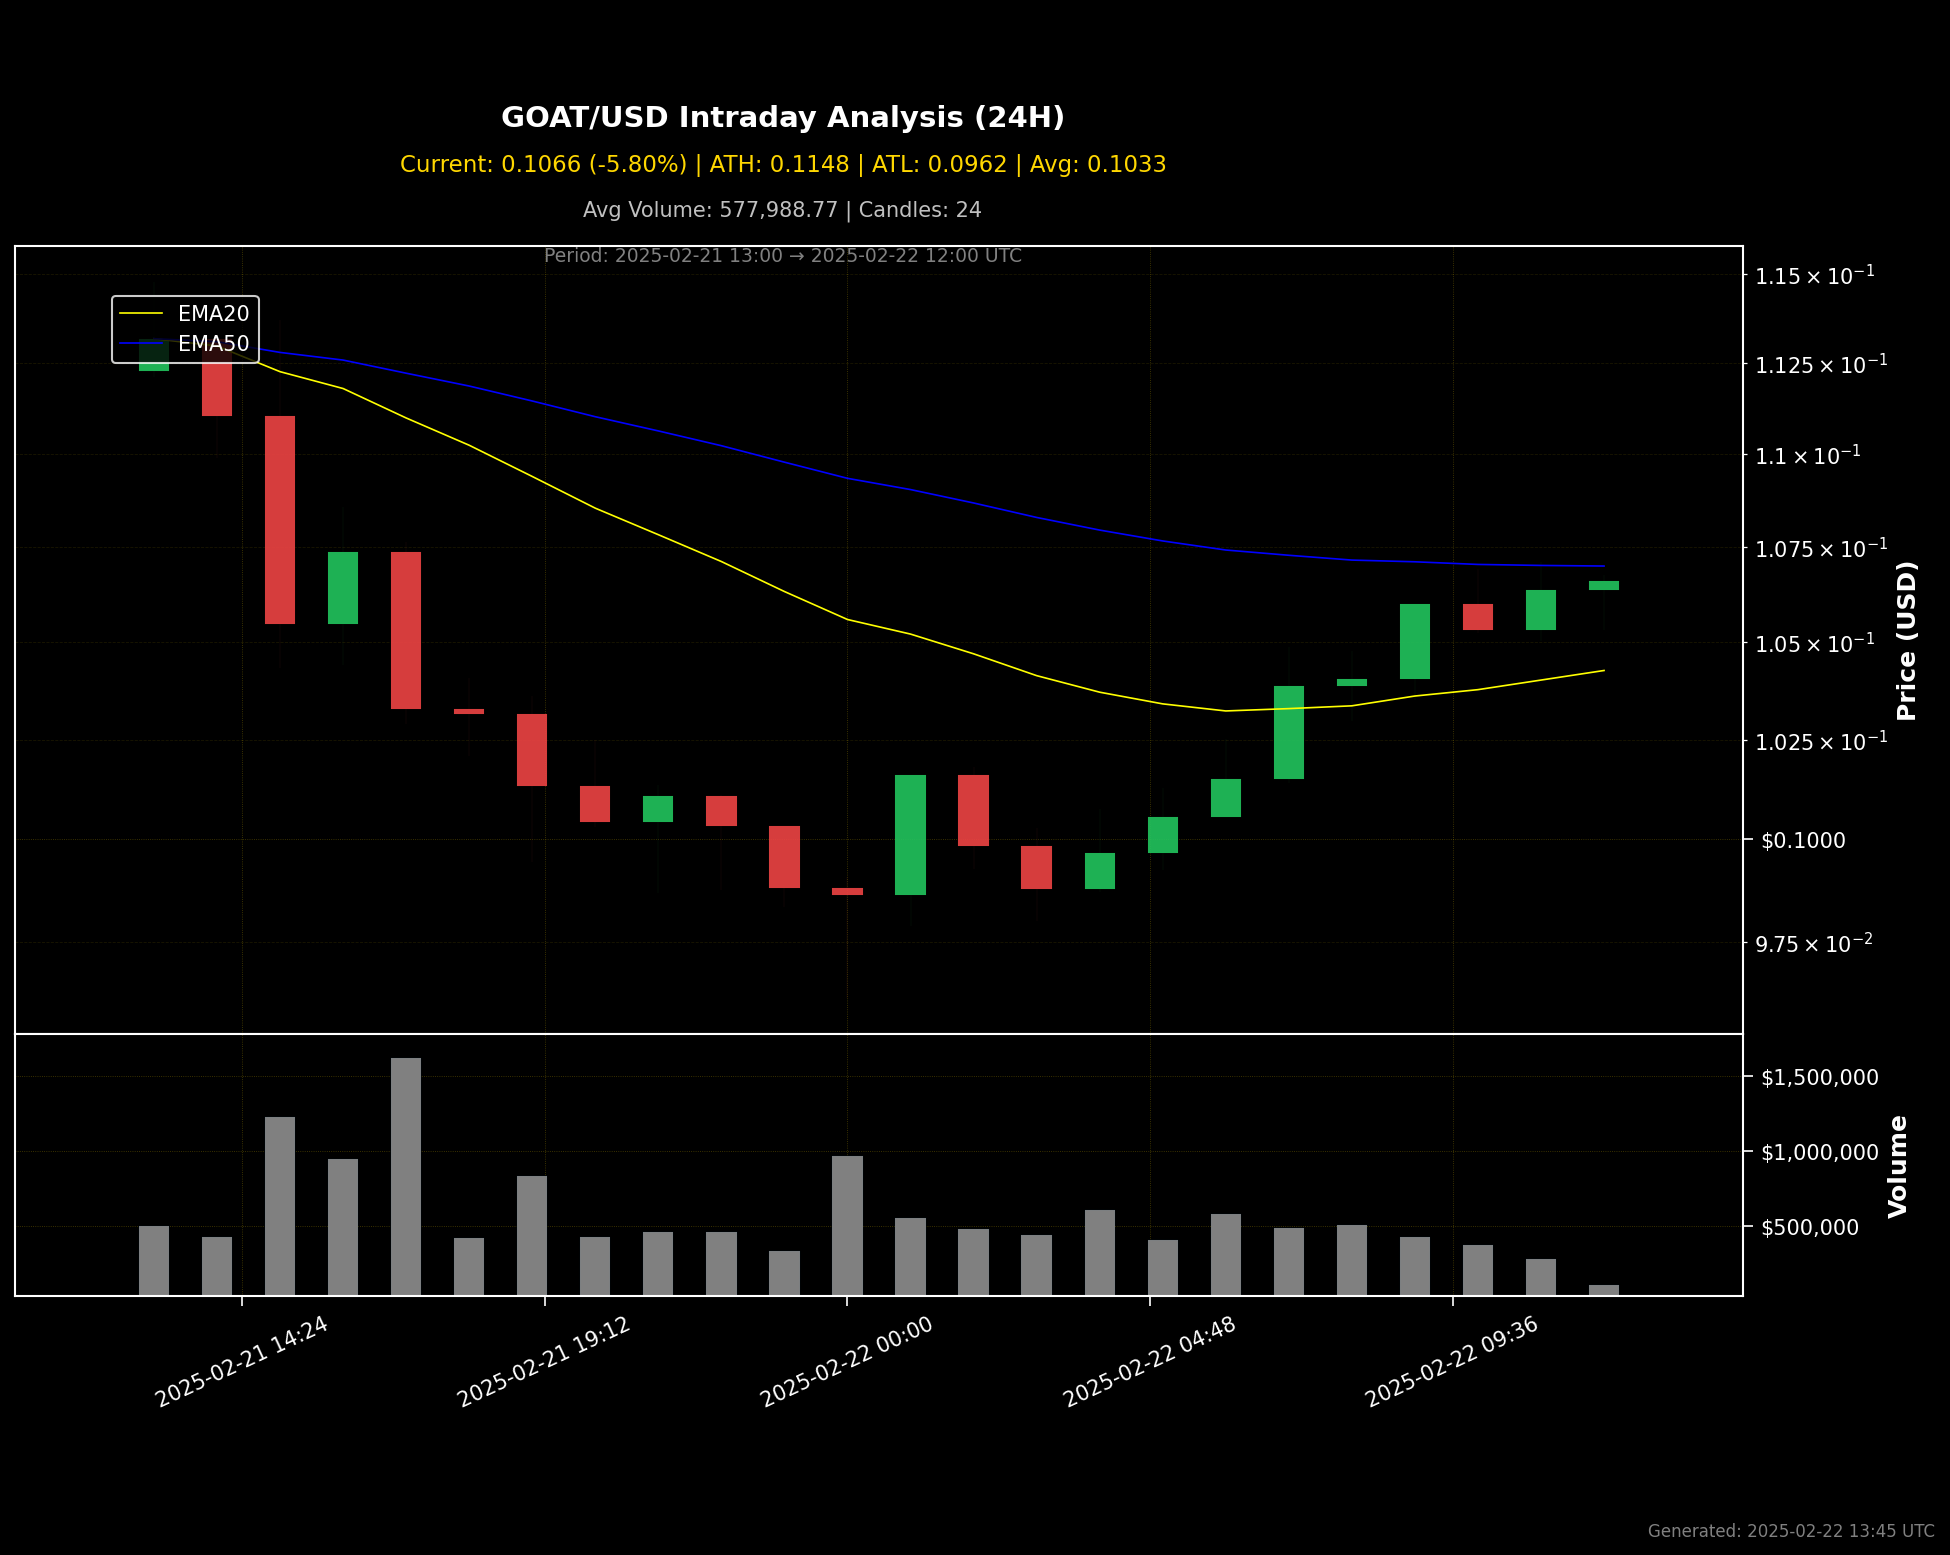 GOAT/USD Intraday Analysis (24H)
Current: 0.1066 (-5.80%) | ATH: 0.1148 | ATL: 0.0962 | Avg: 0.1033
Avg Volume: 577,988.77 | Candles: 24
Period: 2025-02-21 13:00 → 2025-02-22 12:00 UTC
EMA20
EMA50
1.15 × 10⁻¹
1.125 × 10⁻¹
1.1 × 10⁻¹
1.075 × 10⁻¹
1.05 × 10⁻¹
1.025 × 10⁻¹
$0.1000
9.75 × 10⁻²
Price (USD)
$1,500,000
$1,000,000
$500,000
Volume
2025-02-21 14:24
2025-02-21 19:12
2025-02-22 00:00
2025-02-22 04:48
2025-02-22 09:36
Generated: 2025-02-22 13:45 UTC